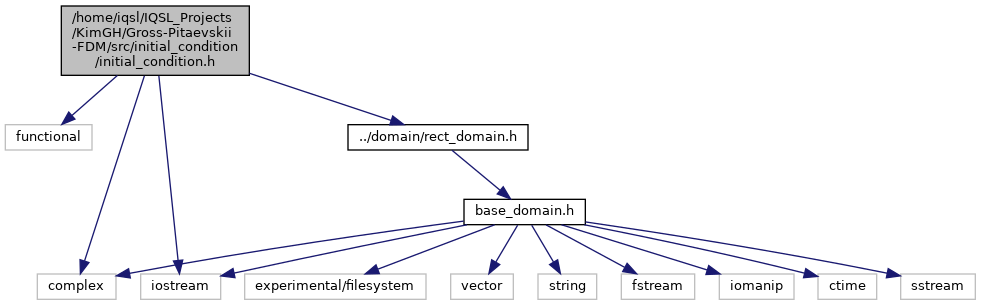 /home/iqsl/IQSL_Projects
/KimGH/Gross-Pitaevskii
-FDM/src/initial_condition
/initial_condition.h
functional
../domain/rect_domain.h
base_domain.h
complex
iostream
experimental/filesystem
vector
string
fstream
iomanip
ctime
sstream